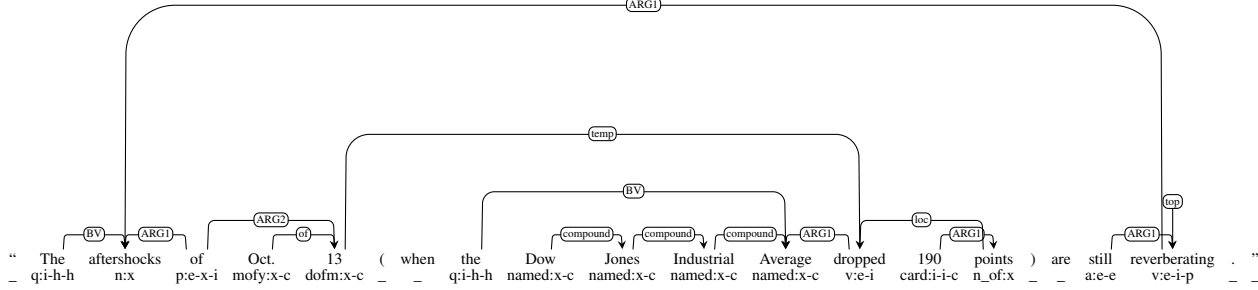 ARG1
temp
BV
top
ARG2 loc
BV ARG1 of compound compound compound ARG1 ARG1 ARG1
“ The aftershocks of Oct. 13 ( when the Dow Jones Industrial Average dropped 190 points ) are still reverberating . ”
_ q:i-h-h n:x p:e-x-i mofy:x-c dofm:x-c _ _ q:i-h-h named:x-c named:x-c named:x-c named:x-c v:e-i card:i-i-c n_of:x _ _ a:e-e v:e-i-p _ _